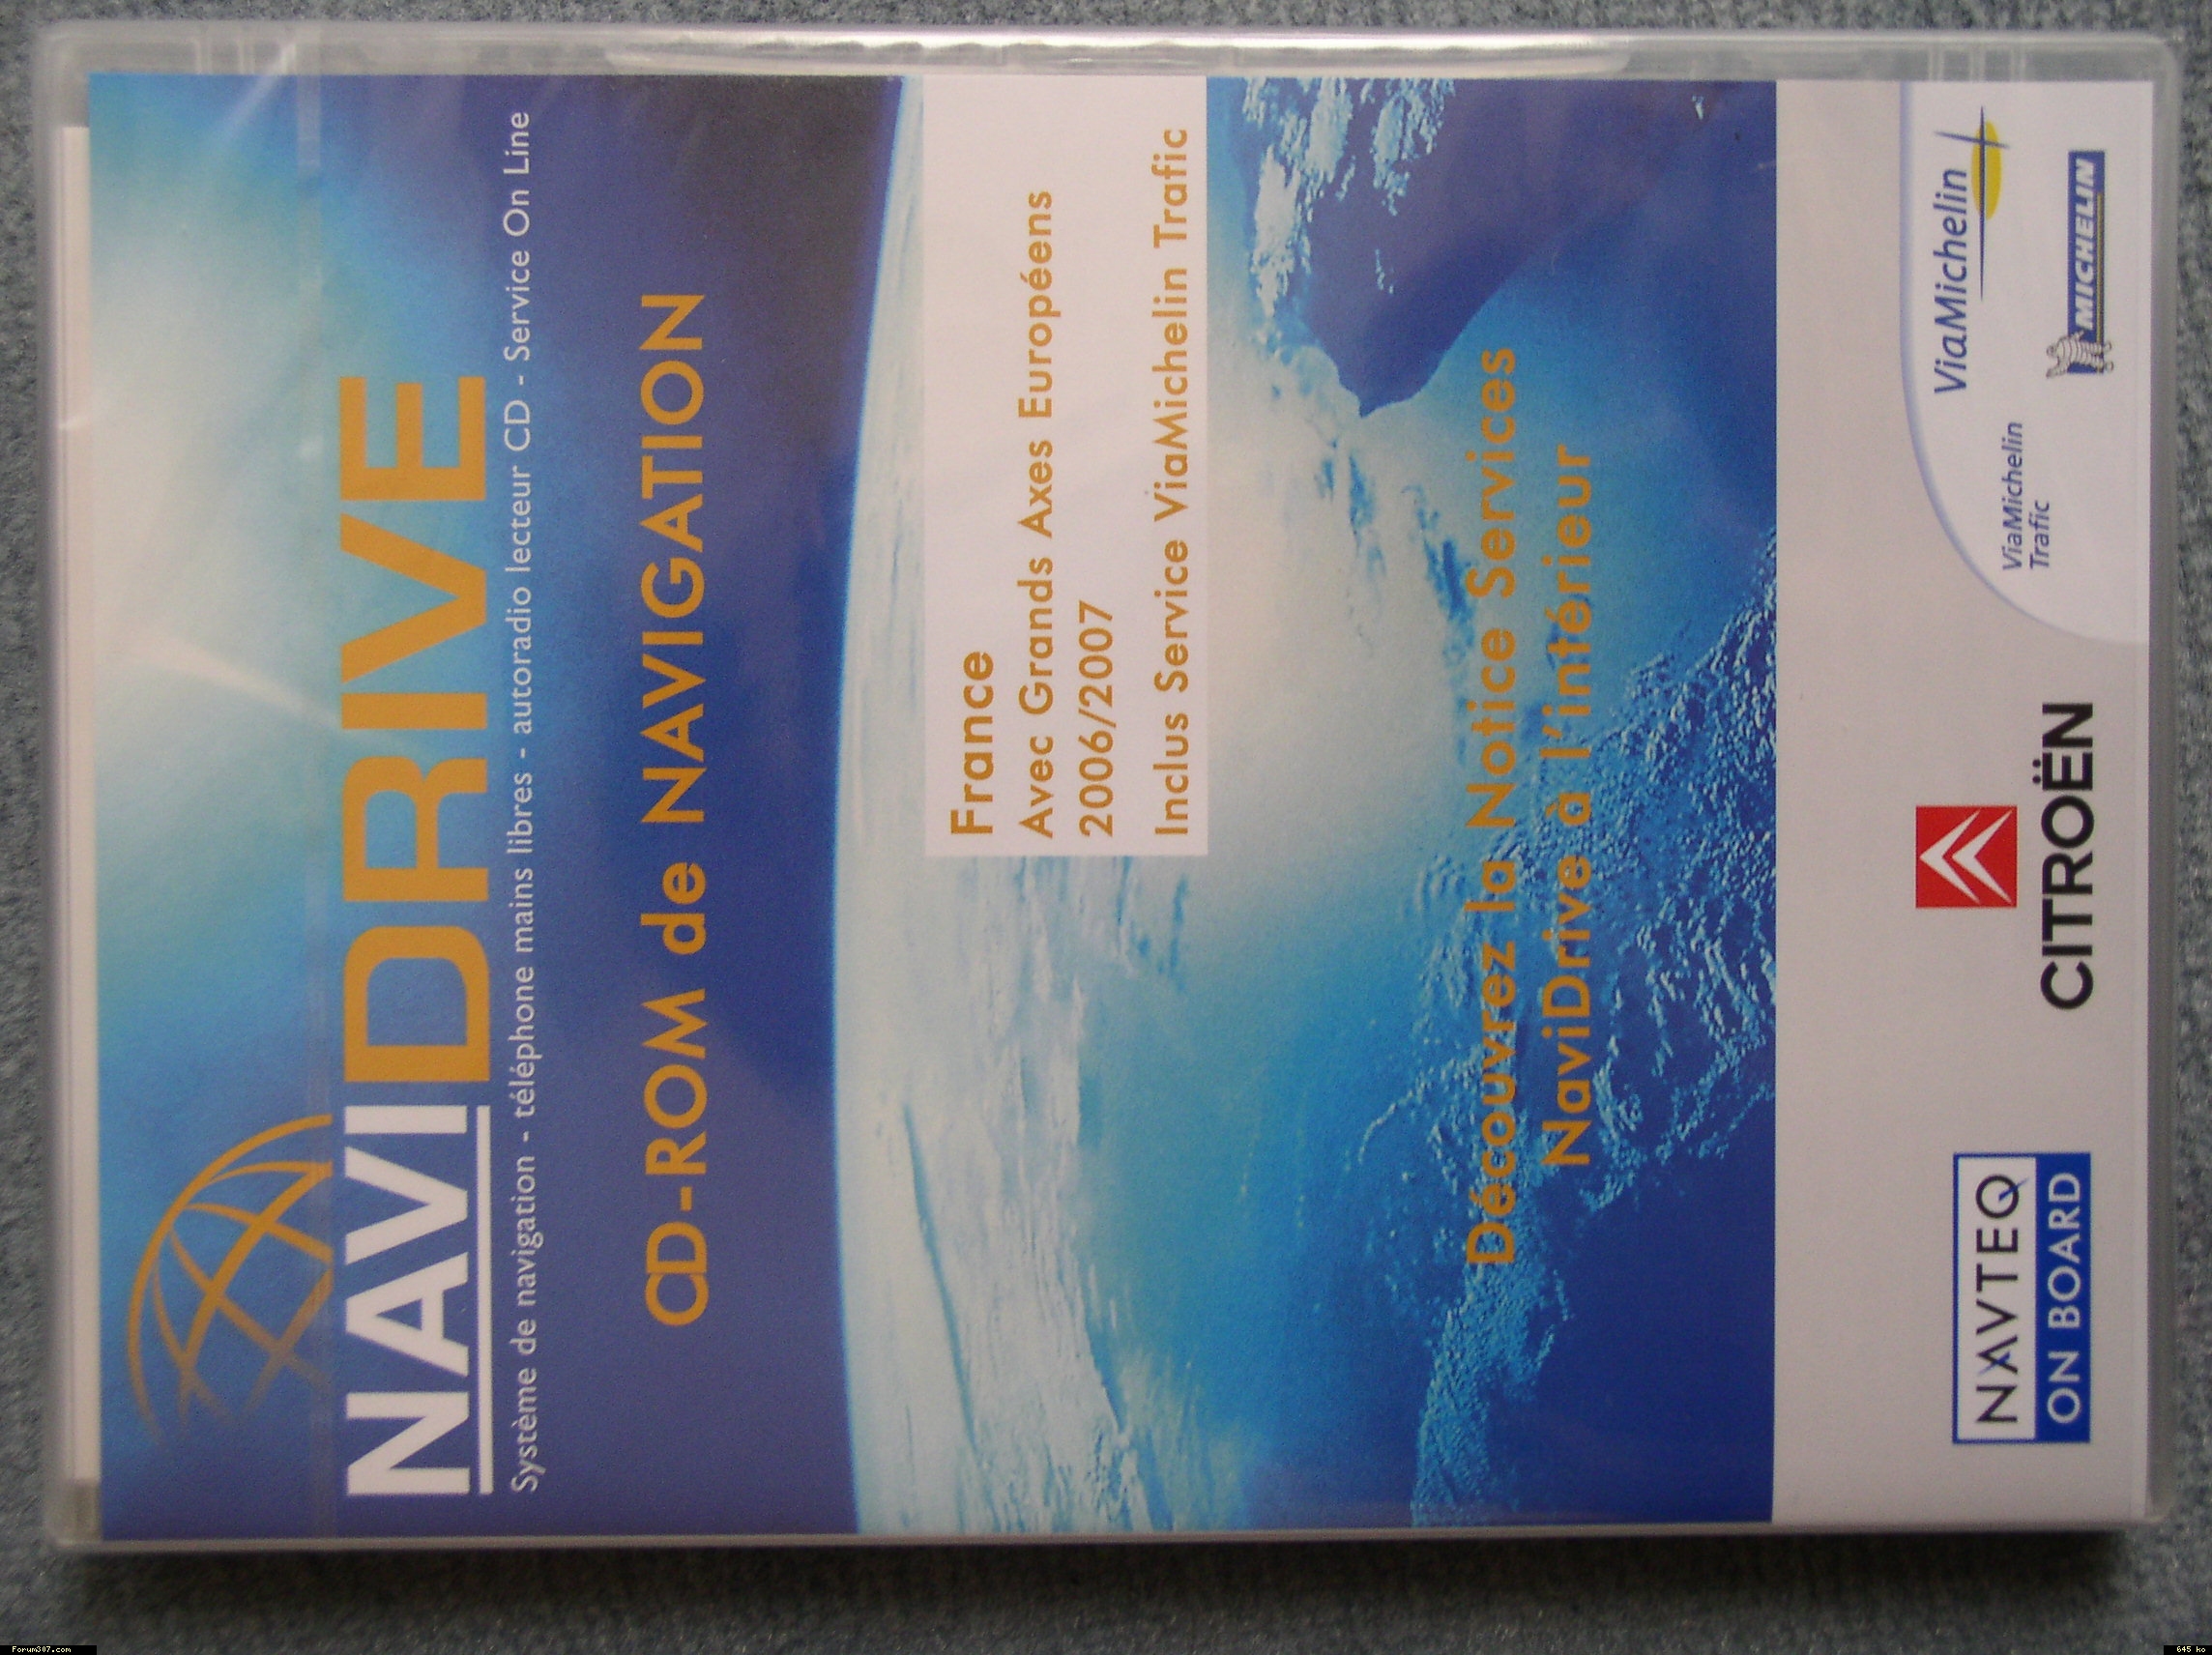 NAVIDRIVE
Système de navigation - téléphone mains libres - autoradio lecteur CD - Service On Line
CD-ROM de NAVIGATION
France
Avec Grands Axes Européens
2006/2007
Inclus Service ViaMichelin Trafic
Découvrez la Notice Services
NaviDrive à l'intérieur
NAVTEQ
ON BOARD
CITROËN
ViaMichelin
Trafic
ViaMichelin
MICHELIN
Forum307.com
645 ko